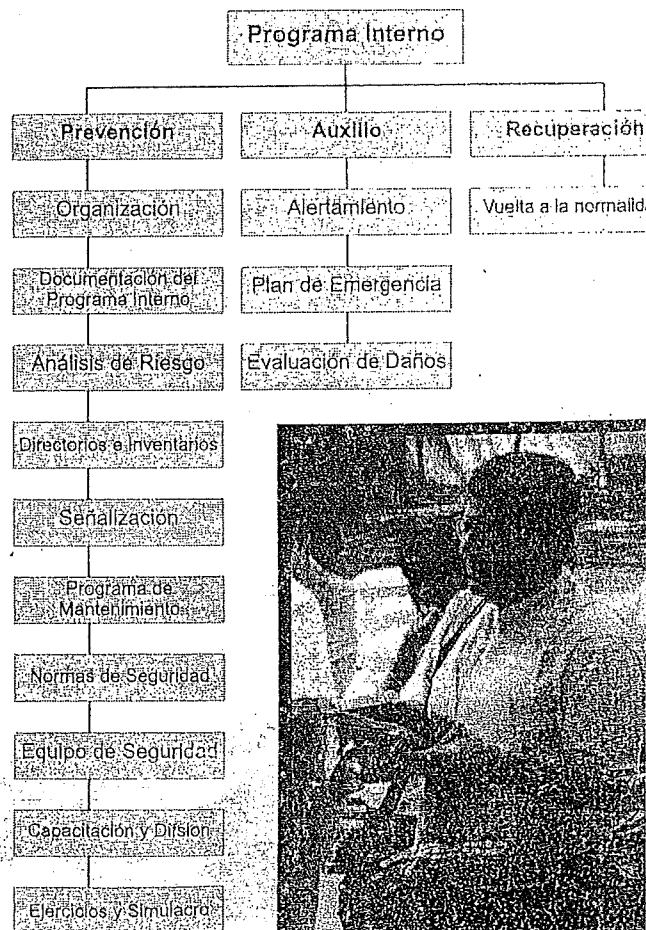 Programa Interno
Prevención
Auxilio
Recuperación
Organización
Alertamiento
Vuelta a la normalida
Documentación del
Programa Interno
Plan de Emergencia
Análisis de Riesgo
Evaluación de Daños
Directorios e Inventarios
Señalización
Programa de
Mantenimiento
Normas de Seguridad
Equipo de Seguridad
Capacitación y Difsión
Ejercicios y Simulacro